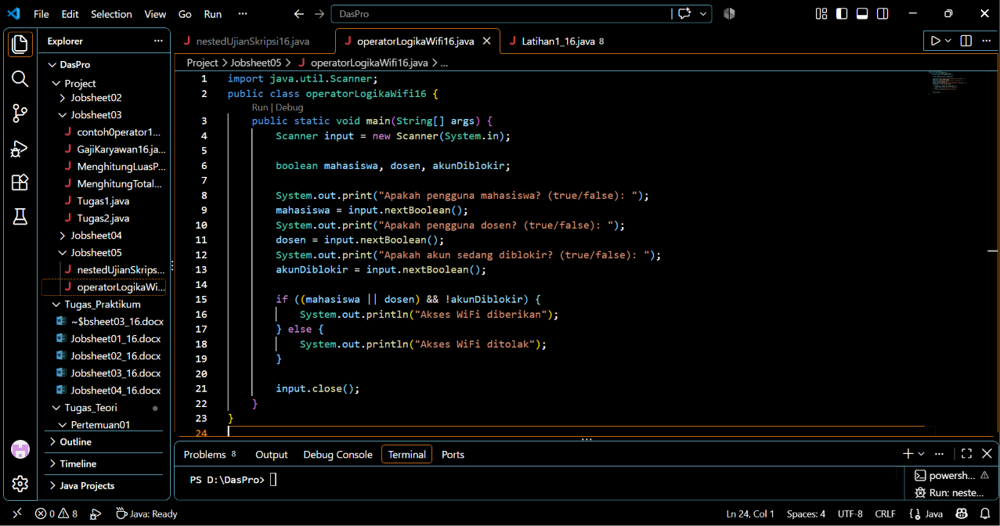 File Edit Selection View Go Run ··· DasPro
Explorer ···
DasPro
Project
Jobsheet02
Jobsheet03
contoh0perator1...
GajiKaryawan16.ja...
MenghitungLuasP...
MenghitungTotal...
Tugas1.java
Tugas2.java
Jobsheet04
Jobsheet05
nestedUjianSkrips...
operatorLogikaWi...
Tugas_Praktikum
~$bsheet03_16.docx
Jobsheet01_16.docx
Jobsheet02_16.docx
Jobsheet03_16.docx
Jobsheet04_16.docx
Tugas_Teori
Pertemuan01
Outline
Timeline
Java Projects
J nestedUjianSkripsi16.java J operatorLogikaWifi16.java J Latihan1_16.java 8
Project > Jobsheet05 > J operatorLogikaWifi16.java > ...
1 import java.util.Scanner;
2 public class operatorLogikaWifi16 {
Run | Debug
3 public static void main(String[] args) {
4 Scanner input = new Scanner(System.in);
5
6 boolean mahasiswa, dosen, akunDiblokir;
7
8 System.out.print("Apakah pengguna mahasiswa? (true/false): ");
9 mahasiswa = input.nextBoolean();
10 System.out.print("Apakah pengguna dosen? (true/false): ");
11 dosen = input.nextBoolean();
12 System.out.print("Apakah akun sedang diblokir? (true/false): ");
13 akunDiblokir = input.nextBoolean();
14
15 if ((mahasiswa || dosen) && !akunDiblokir) {
16 System.out.println("Akses WiFi diberikan");
17 } else {
18 System.out.println("Akses WiFi ditolak");
19 }
20
21 input.close();
22 }
23 }
24
Problems 8 Output Debug Console Terminal Ports
PS D:\DasPro>
powersh...
Run: neste...
0 8 Java: Ready Ln 24, Col 1 Spaces: 4 UTF-8 CRLF {} Java